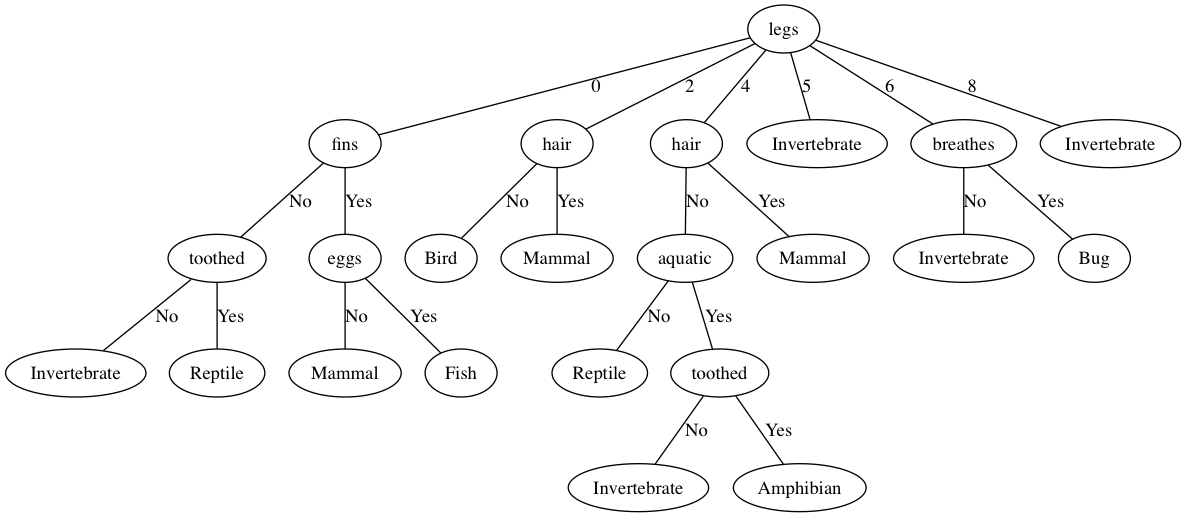 legs
0 2 4 5 6 8
fins hair hair Invertebrate breathes Invertebrate
No Yes No Yes No Yes No Yes
toothed eggs Bird Mammal aquatic Mammal Invertebrate Bug
No Yes No Yes No Yes
Invertebrate Reptile Mammal Fish Reptile toothed
No Yes
Invertebrate Amphibian